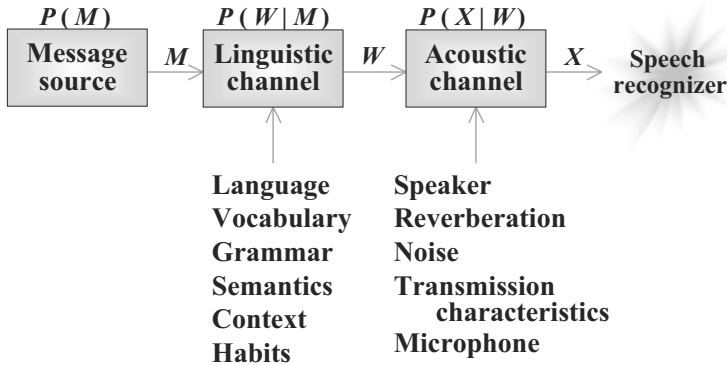 P(M) P(W|M) P(X|W)
Message source
M
Linguistic channel
W
Acoustic channel
X
Speech recognizer
Language
Vocabulary
Grammar
Semantics
Context
Habits
Speaker
Reverberation
Noise
Transmission
characteristics
Microphone